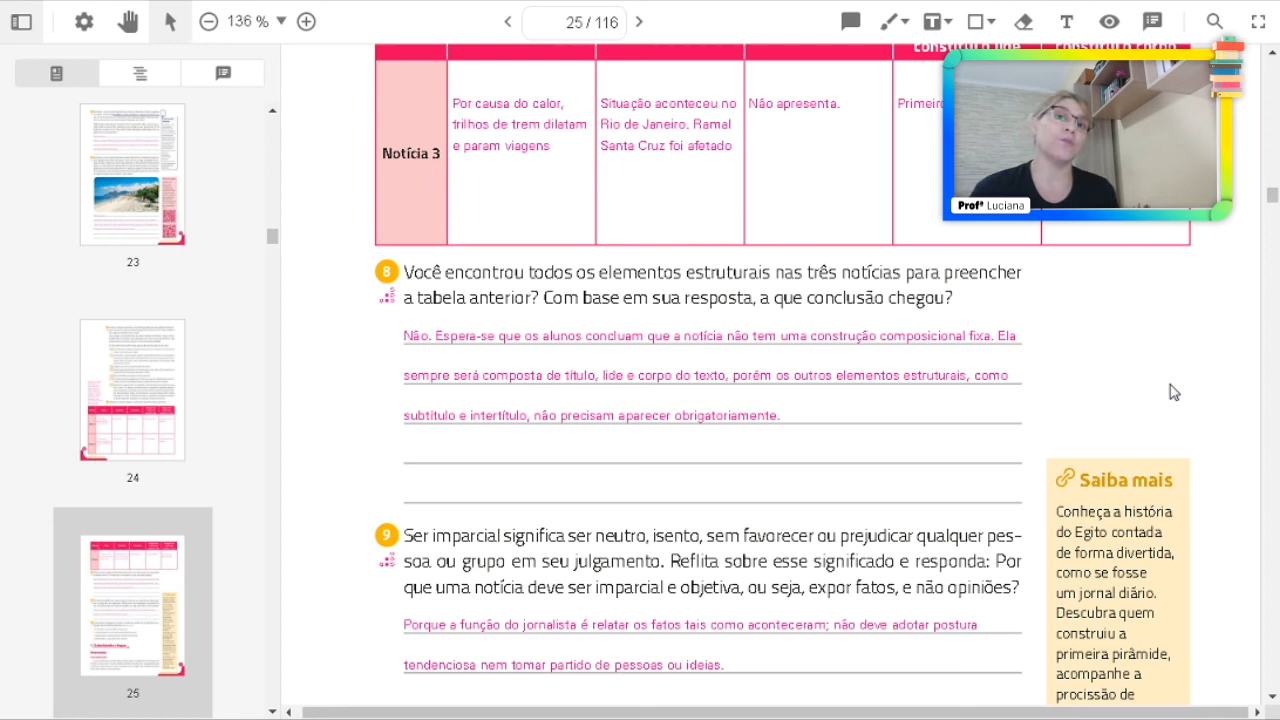 136 %
25 / 116
constitui o lide
constitui o corpo
Por causa do calor,
trilhos dilatam
e param viagem
Situação aconteceu no
Rio de Janeiro. Ramal
Santa Cruz foi afetado
Não apresenta.
Primeiro
Notícia 3
Profª Luciana
8 Você encontrou todos os elementos estruturais nas três notícias para preencher
a tabela anterior? Com base em sua resposta, a que conclusão chegou?
Não. Espera-se que os alunos concluam que a notícia não tem uma construção composicional fixa. Ela
sempre será composta de manchete e corpo do texto, porém os outros elementos estruturais, como
subtítulo e intertítulo, não precisam aparecer obrigatoriamente.
9 Ser imparcial significa ser neutro, isento, sem favorecer ou prejudicar qualquer pes-
soa ou grupo em seu julgamento. Reflita sobre esse significado e responda: Por
que uma notícia deve ser imparcial e objetiva, ou seja, expor fatos, e não opiniões?
Porque a função do jornalista é relatar os fatos tais como aconteceram; não deve adotar postura
tendenciosa nem tomar partido de pessoas ou ideias.
Saiba mais
Conheça a história
do Egito contada
de forma divertida,
como se fosse
um jornal diário.
Descubra quem
construiu a
primeira pirâmide,
acompanhe a
procissão de
23
24
25